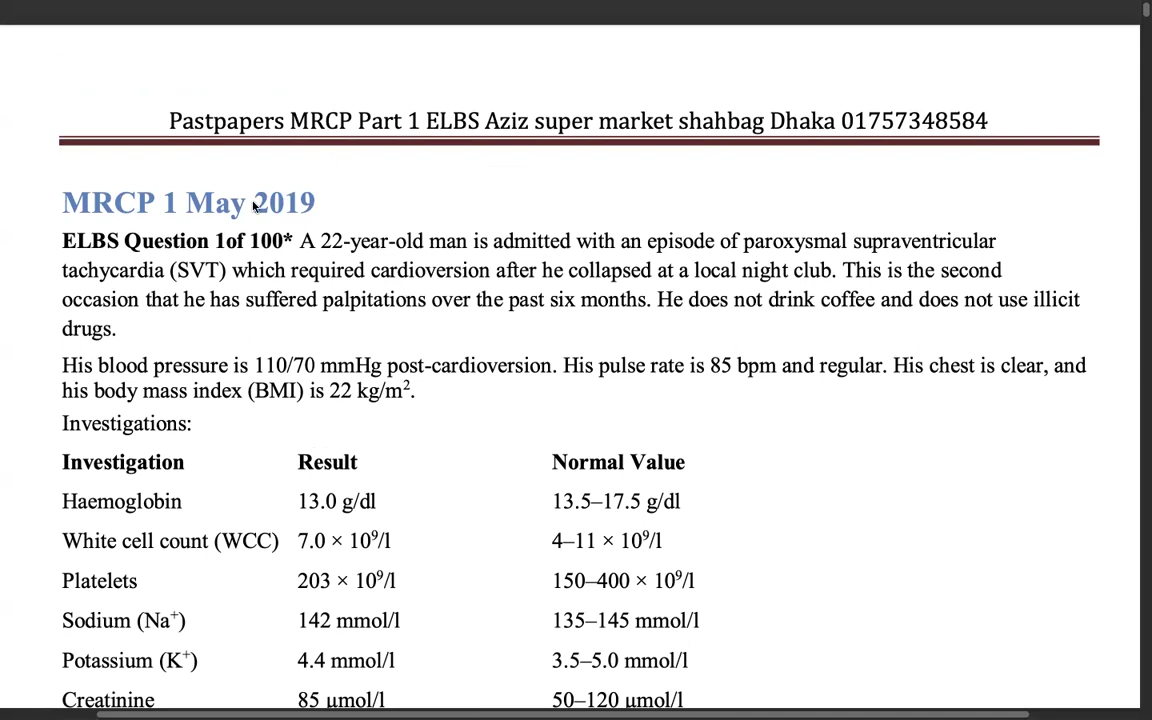 Pastpapers MRCP Part 1 ELBS Aziz super market shahbag Dhaka 01757348584
MRCP 1 May 2019
ELBS Question 1of 100* A 22-year-old man is admitted with an episode of paroxysmal supraventricular
tachycardia (SVT) which required cardioversion after he collapsed at a local night club. This is the second
occasion that he has suffered palpitations over the past six months. He does not drink coffee and does not use illicit
drugs.
His blood pressure is 110/70 mmHg post-cardioversion. His pulse rate is 85 bpm and regular. His chest is clear, and
his body mass index (BMI) is 22 kg/m².
Investigations:
Investigation Result Normal Value
Haemoglobin 13.0 g/dl 13.5–17.5 g/dl
White cell count (WCC) 7.0 × 10⁹/l 4–11 × 10⁹/l
Platelets 203 × 10⁹/l 150–400 × 10⁹/l
Sodium (Na⁺) 142 mmol/l 135–145 mmol/l
Potassium (K⁺) 4.4 mmol/l 3.5–5.0 mmol/l
Creatinine 85 µmol/l 50–120 µmol/l